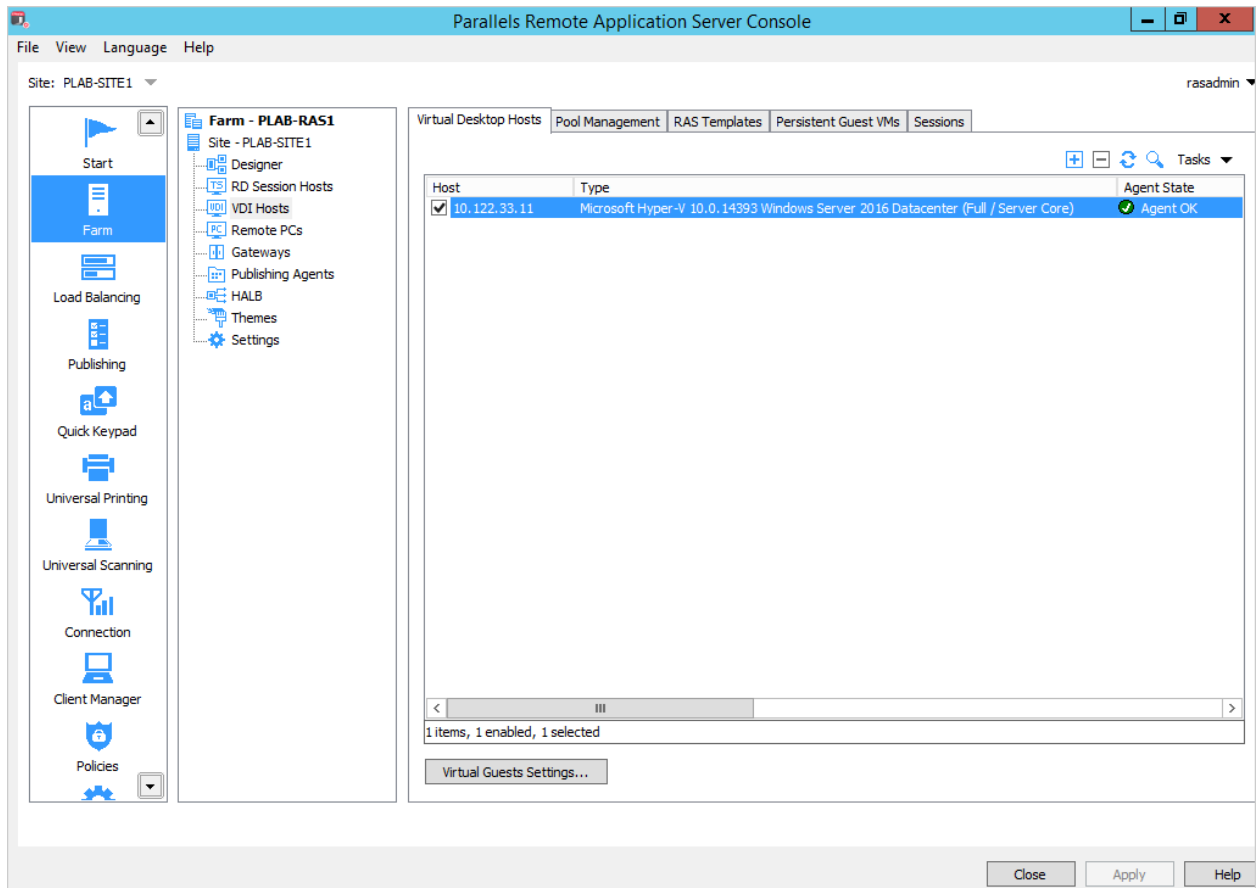 Parallels Remote Application Server Console
File View Language Help
Site: PLAB-SITE1
rasadmin
Start
Farm
Load Balancing
Publishing
a
Quick Keypad
Universal Printing
Universal Scanning
Connection
Client Manager
Policies
Farm - PLAB-RAS1
Site - PLAB-SITE1
Designer
TS RD Session Hosts
VDI VDI Hosts
PC Remote PCs
Gateways
Publishing Agents
HALB
Themes
Settings
Virtual Desktop Hosts Pool Management RAS Templates Persistent Guest VMs Sessions
Tasks
Host Type Agent State
10.122.33.11 Microsoft Hyper-V 10.0.14393 Windows Server 2016 Datacenter (Full / Server Core) Agent OK
1 items, 1 enabled, 1 selected
Virtual Guests Settings...
Close Apply Help